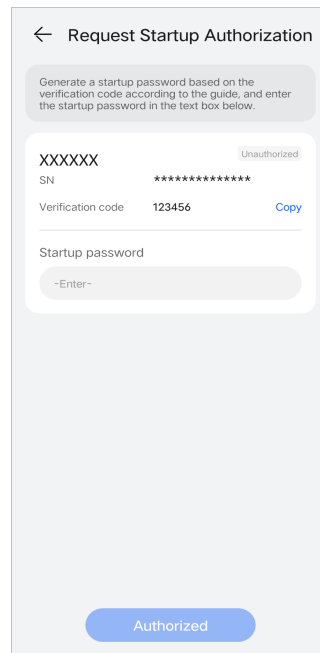 Request Startup Authorization
Generate a startup password based on the
verification code according to the guide, and enter
the startup password in the text box below.
XXXXXX
Unauthorized
SN **************
Verification code 123456 Copy
Startup password
-Enter-
Authorized